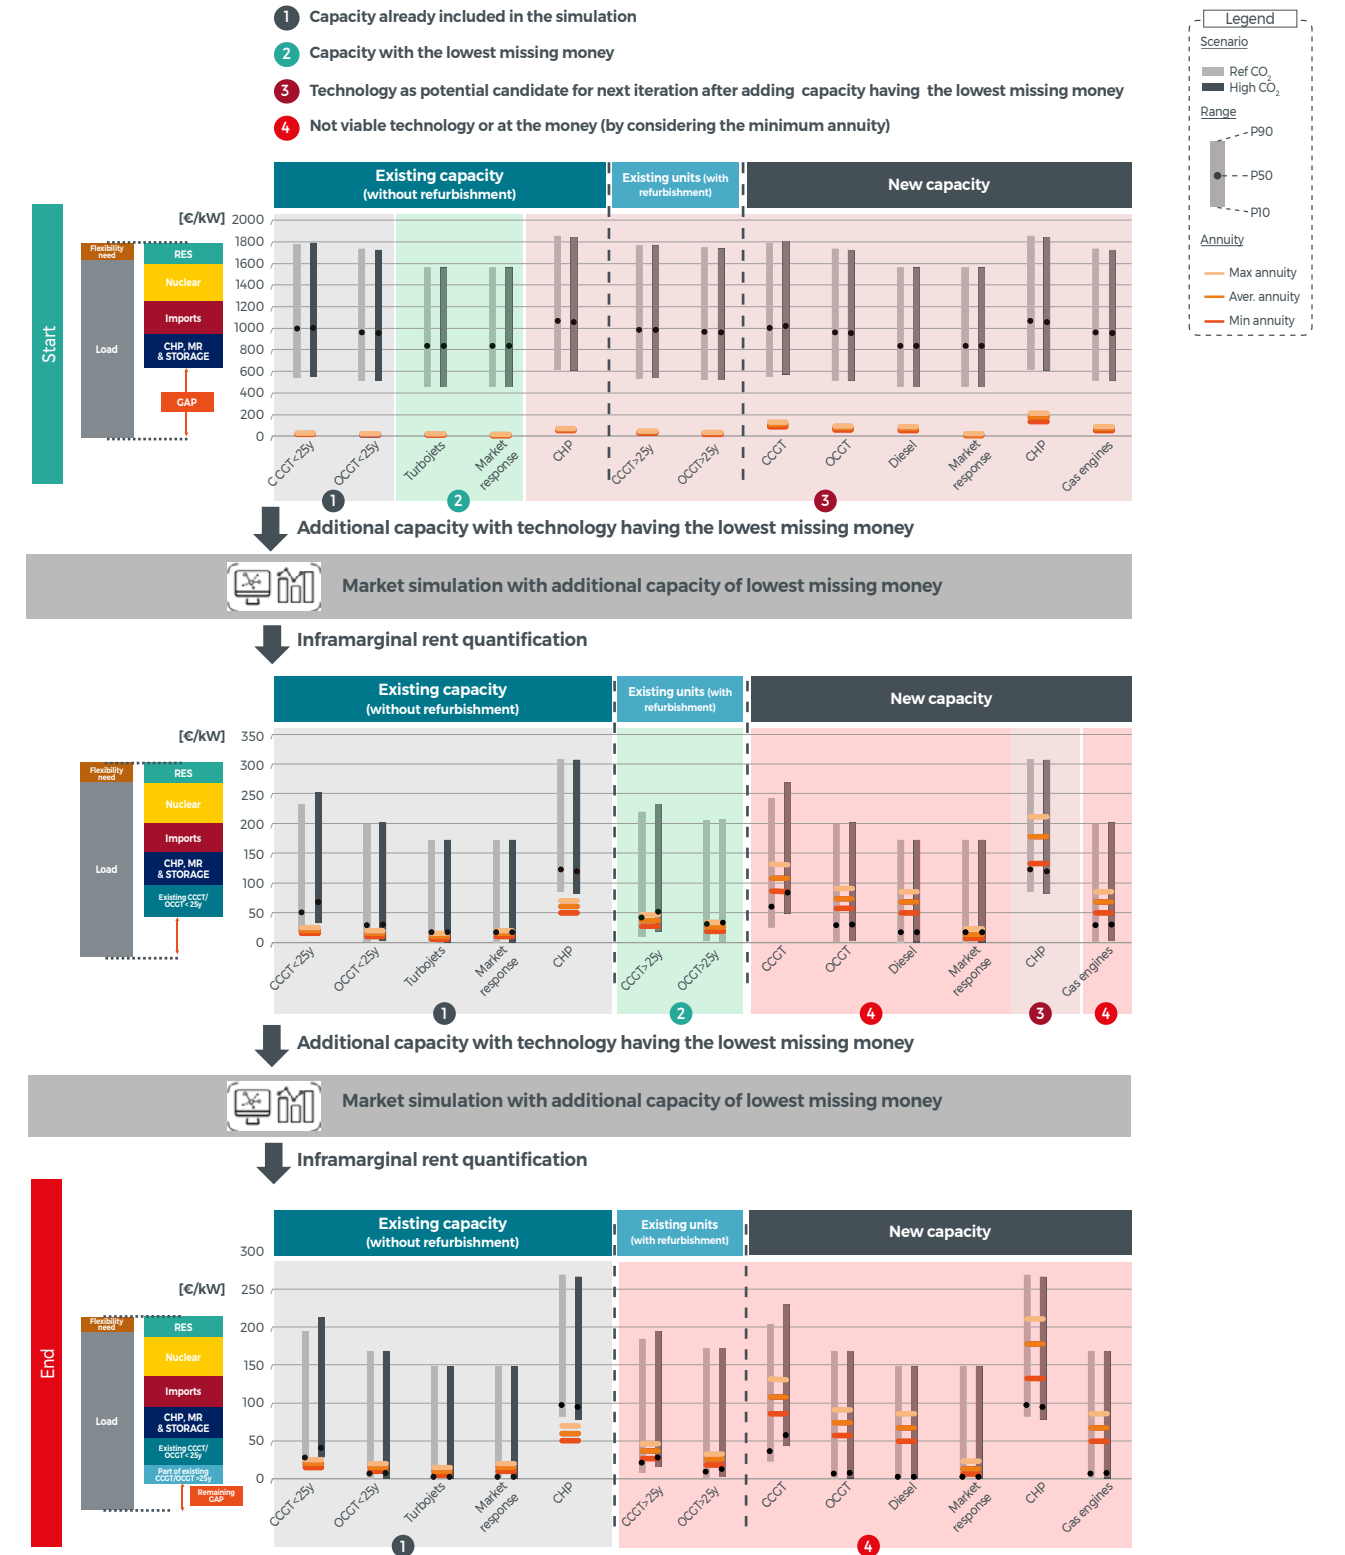 1 Capacity already included in the simulation
2 Capacity with the lowest missing money
3 Technology as potential candidate for next iteration after adding capacity having the lowest missing money
4 Not viable technology or at the money (by considering the minimum annuity)
Legend
Scenario
Ref CO2
High CO2
Range
P90
P50
P10
Annuity
Max annuity
Aver. annuity
Min annuity
Start
Existing capacity
(without refurbishment)
Existing units (with
refurbishment)
New capacity
[€/kW]
2000
1800
1600
1400
1200
1000
800
600
400
200
0
Flexibility
need
Load
RES
Nuclear
Imports
CHP, MR
& STORAGE
GAP
CCGT<25y
OCGT<25y
Turbojets
Market
response
CHP
CCGT>25y
OCGT>25y
CCGT
OCGT
Diesel
Market
response
CHP
Gas engines
1
2
3
Additional capacity with technology having the lowest missing money
Market simulation with additional capacity of lowest missing money
Inframarginal rent quantification
Existing capacity
(without refurbishment)
Existing units (with
refurbishment)
New capacity
[€/kW]
350
300
250
200
150
100
50
0
Flexibility
need
Load
RES
Nuclear
Imports
CHP, MR
& STORAGE
Existing CCCT/
OCGT < 25y
CCGT<25y
OCGT<25y
Turbojets
Market
response
CHP
CCGT>25y
OCGT>25y
CCGT
OCGT
Diesel
Market
response
CHP
Gas engines
1
2
4
3
4
Additional capacity with technology having the lowest missing money
Market simulation with additional capacity of lowest missing money
Inframarginal rent quantification
End
Existing capacity
(without refurbishment)
Existing units
(with refurbishment)
New capacity
[€/kW]
300
250
200
150
100
50
0
Flexibility
need
Load
RES
Nuclear
Imports
CHP, MR
& STORAGE
Existing CCCT/
OCGT < 25y
Part of existing
CCGT/OCGT >25y
Remaining
GAP
CCGT<25y
OCGT<25y
Turbojets
Market
response
CHP
CCGT>25y
OCGT>25y
CCGT
OCGT
Diesel
Market
response
CHP
Gas engines
1
4